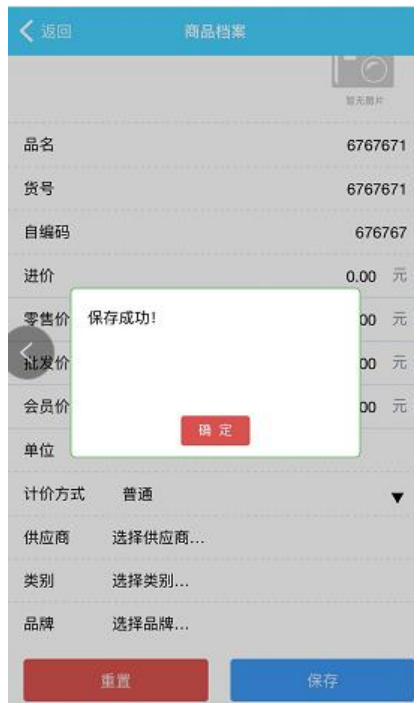 返回 商品档案
暂无图片
品名 6767671
货号 6767671
自编码 676767
进价 0.00 元
零售价 00 元
批发价 00 元
会员价 00 元
保存成功!
确定
单位
计价方式 普通
供应商 选择供应商...
类别 选择类别...
品牌 选择品牌...
重置 保存